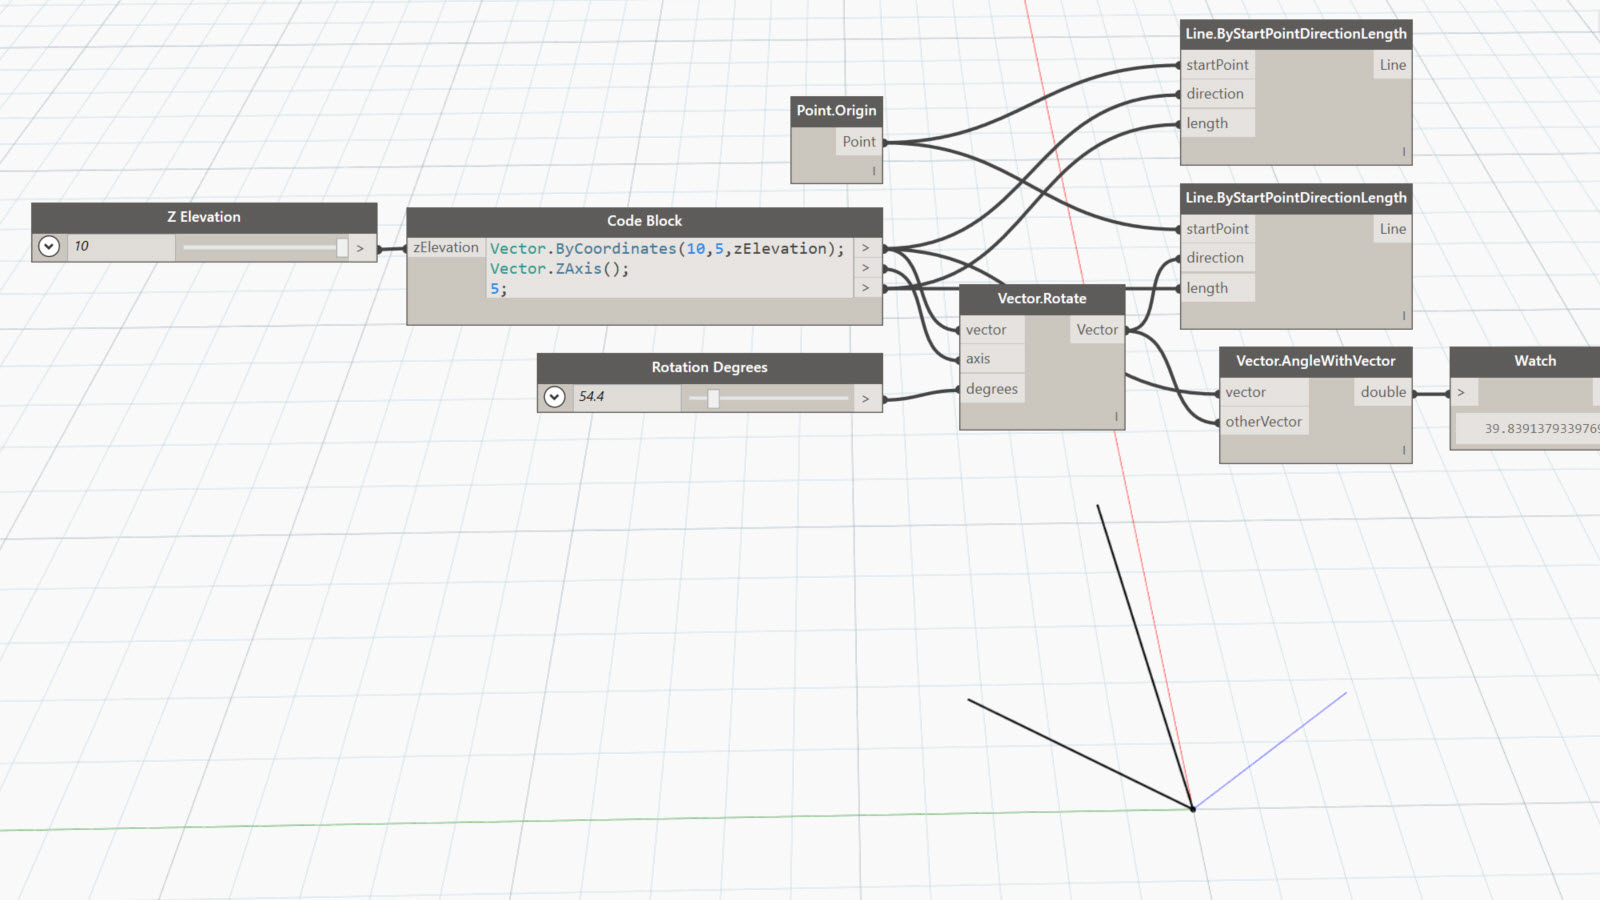 Line.ByStartPointDirectionLength
startPoint Line
direction
length
l
Point.Origin
Point
l
Line.ByStartPointDirectionLength
startPoint Line
direction
length
l
Z Elevation
10 >
Code Block
zElevation Vector.ByCoordinates(10,5,zElevation); >
Vector.ZAxis(); >
5; >
Vector.Rotate
vector Vector
axis
degrees
l
Rotation Degrees
54.4 >
Vector.AngleWithVector
vector double
otherVector
l
Watch
>
39.839137933976